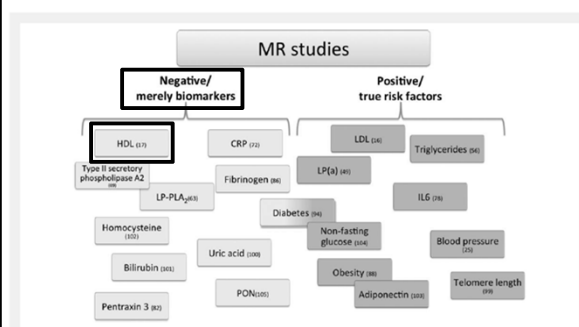 MR studies
Negative/
merely biomarkers
Positive/
true risk factors
HDL (17)
CRP (72)
LDL (16)
Triglycerides (56)
Type II secretory
phospholipase A2
Fibrinogen (86)
LP(a) (40)
LP-PLA2(63)
IL6 (78)
Diabetes (94)
Homocysteine
(102)
Non-fasting
glucose (104)
Uric acid (100)
Blood pressure
(25)
Bilirubin (101)
Obesity (98)
Telomere length
(99)
PON(105)
Adiponectin (103)
Pentraxin 3 (82)